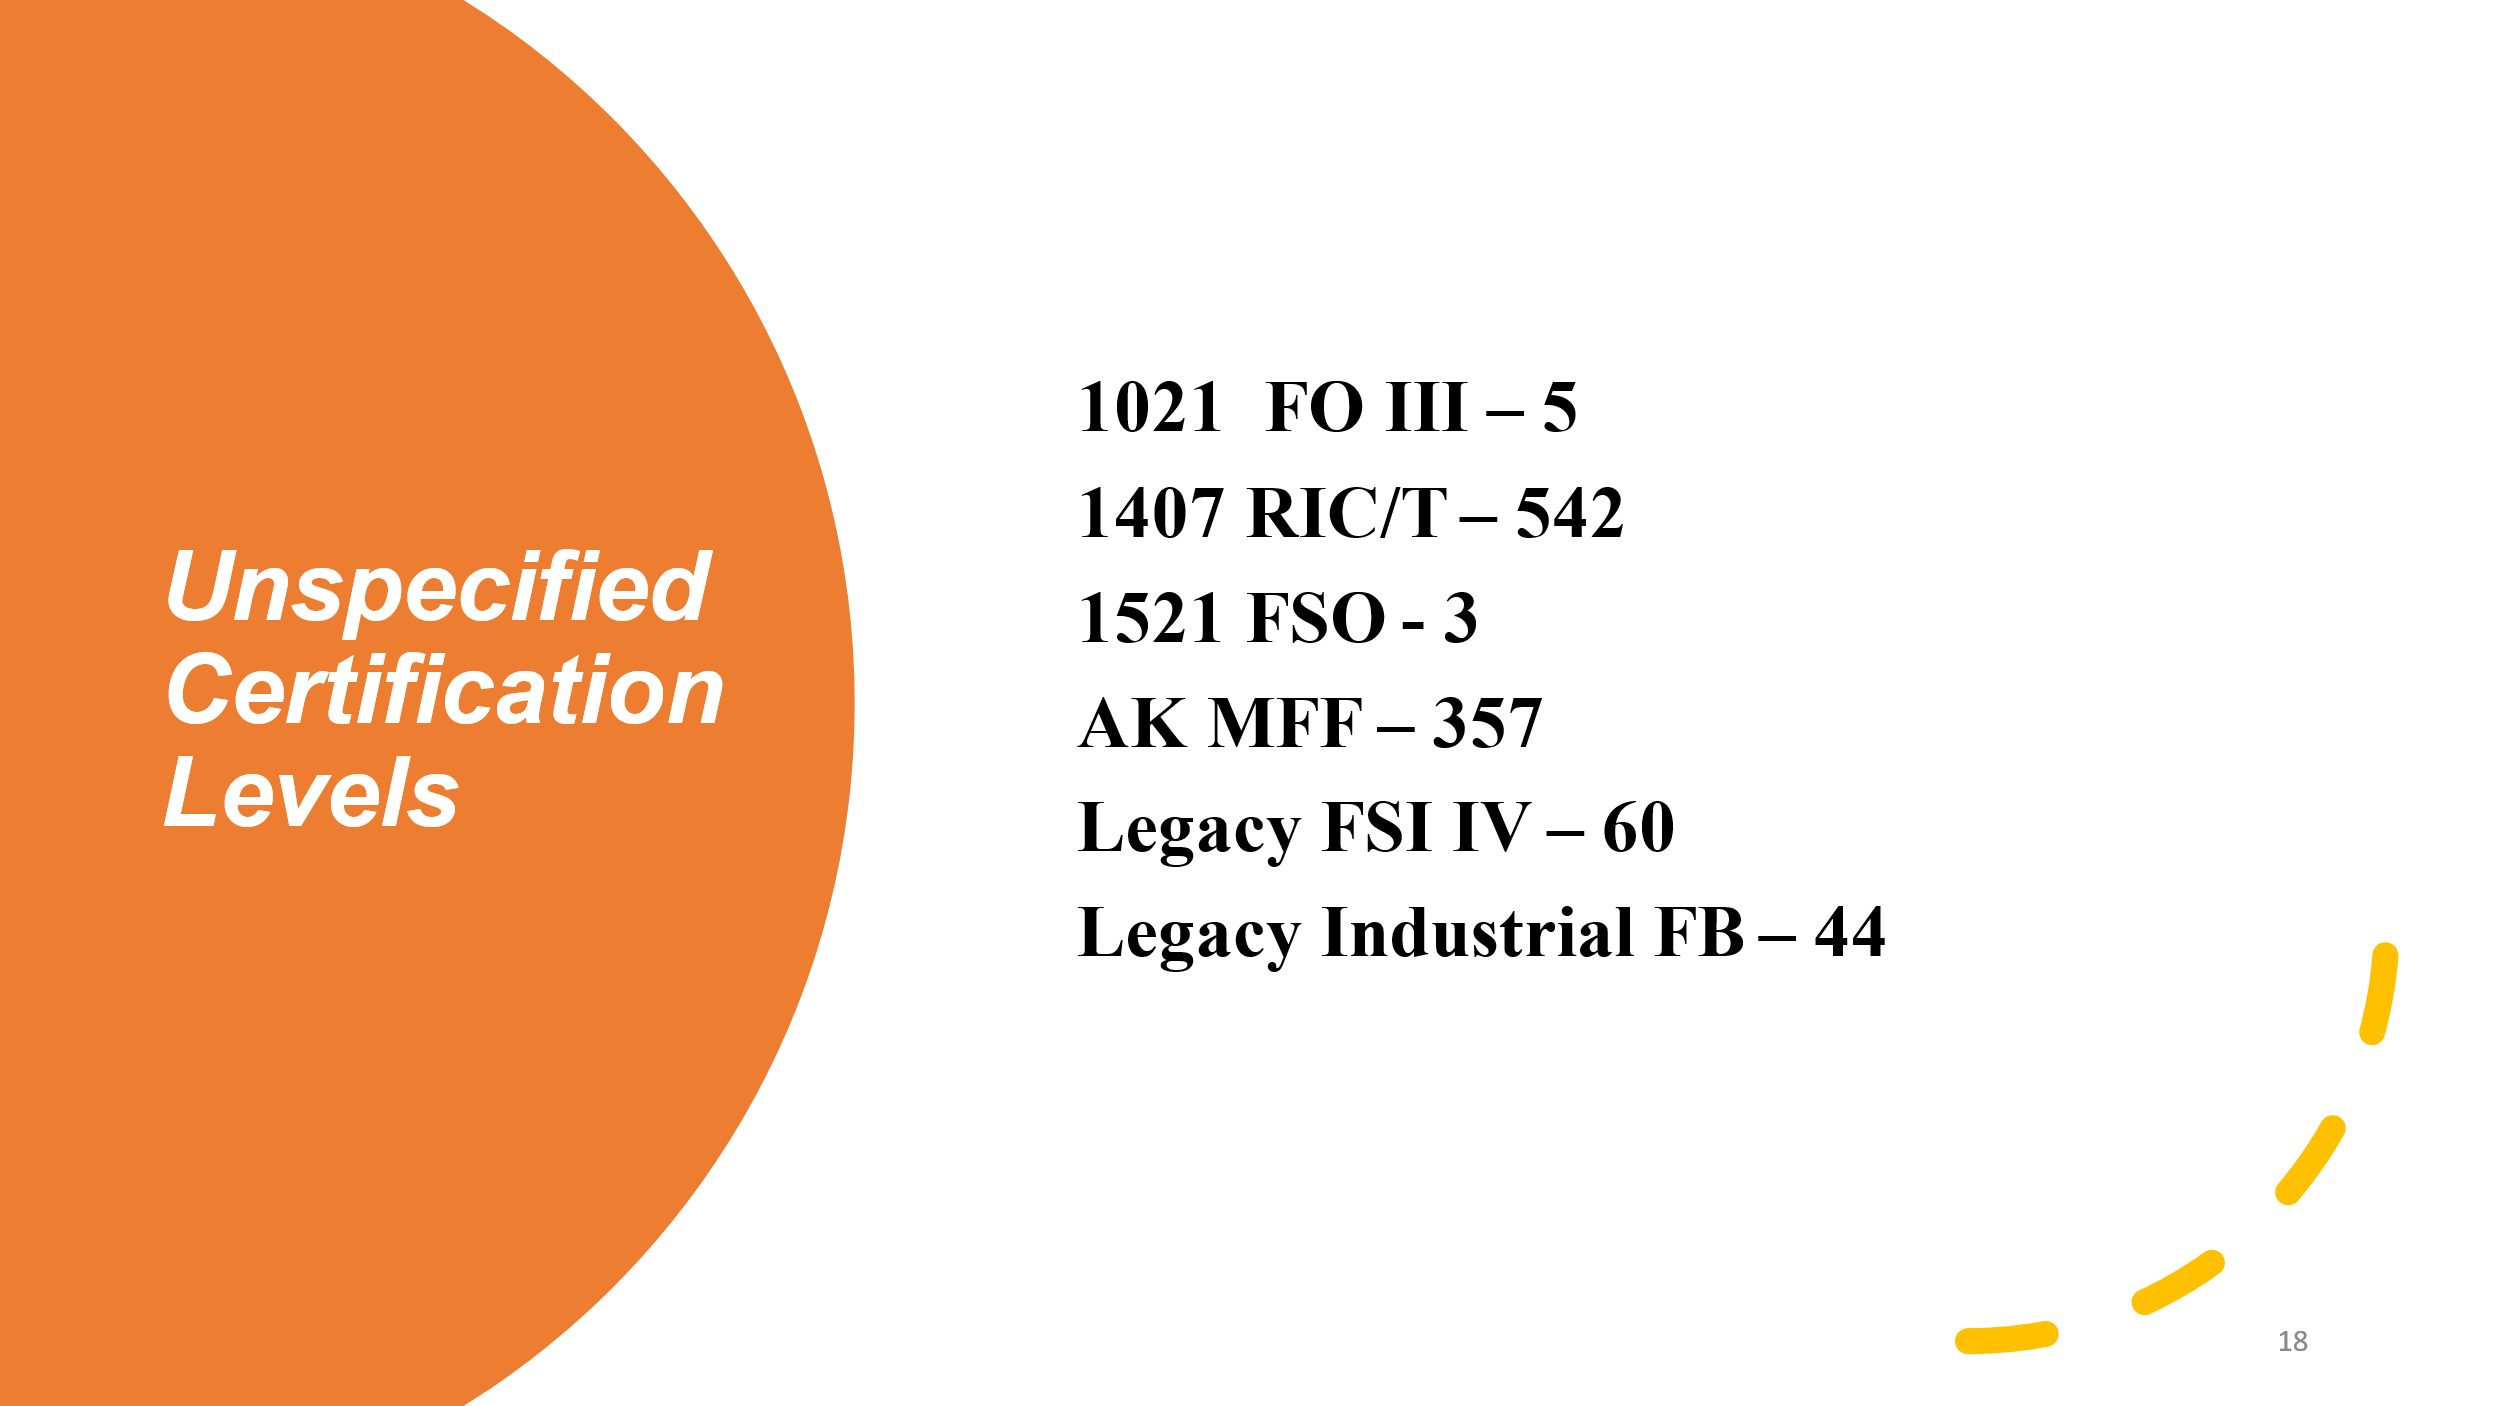 Unspecified
Certification
Levels
1021  FO III – 5
1407 RIC/T – 542
1521 FSO - 3
AK MFF – 357
Legacy FSI IV – 60
Legacy Industrial FB – 44
18